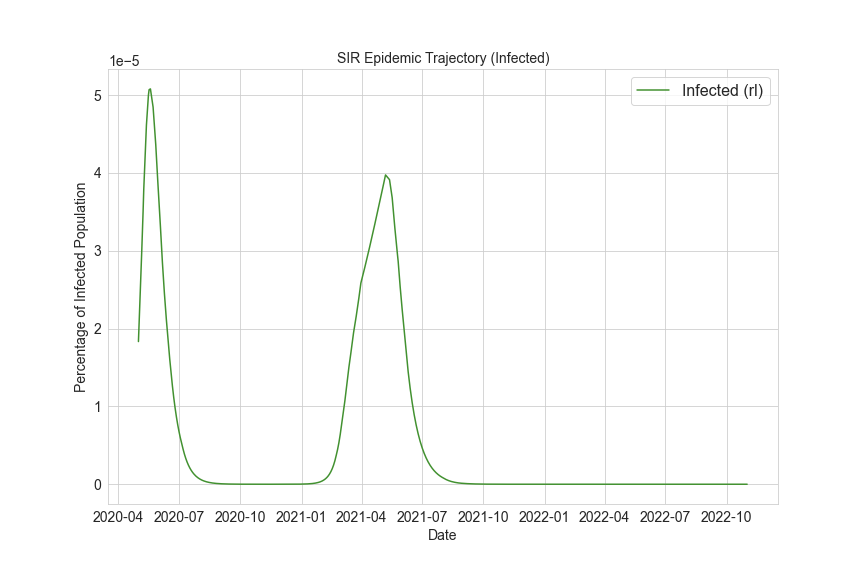 SIR Epidemic Trajectory (Infected)
1e−5
Infected (rI)
Percentage of Infected Population
5
4
3
2
1
0
2020-04 2020-07 2020-10 2021-01 2021-04 2021-07 2021-10 2022-01 2022-04 2022-07 2022-10
Date